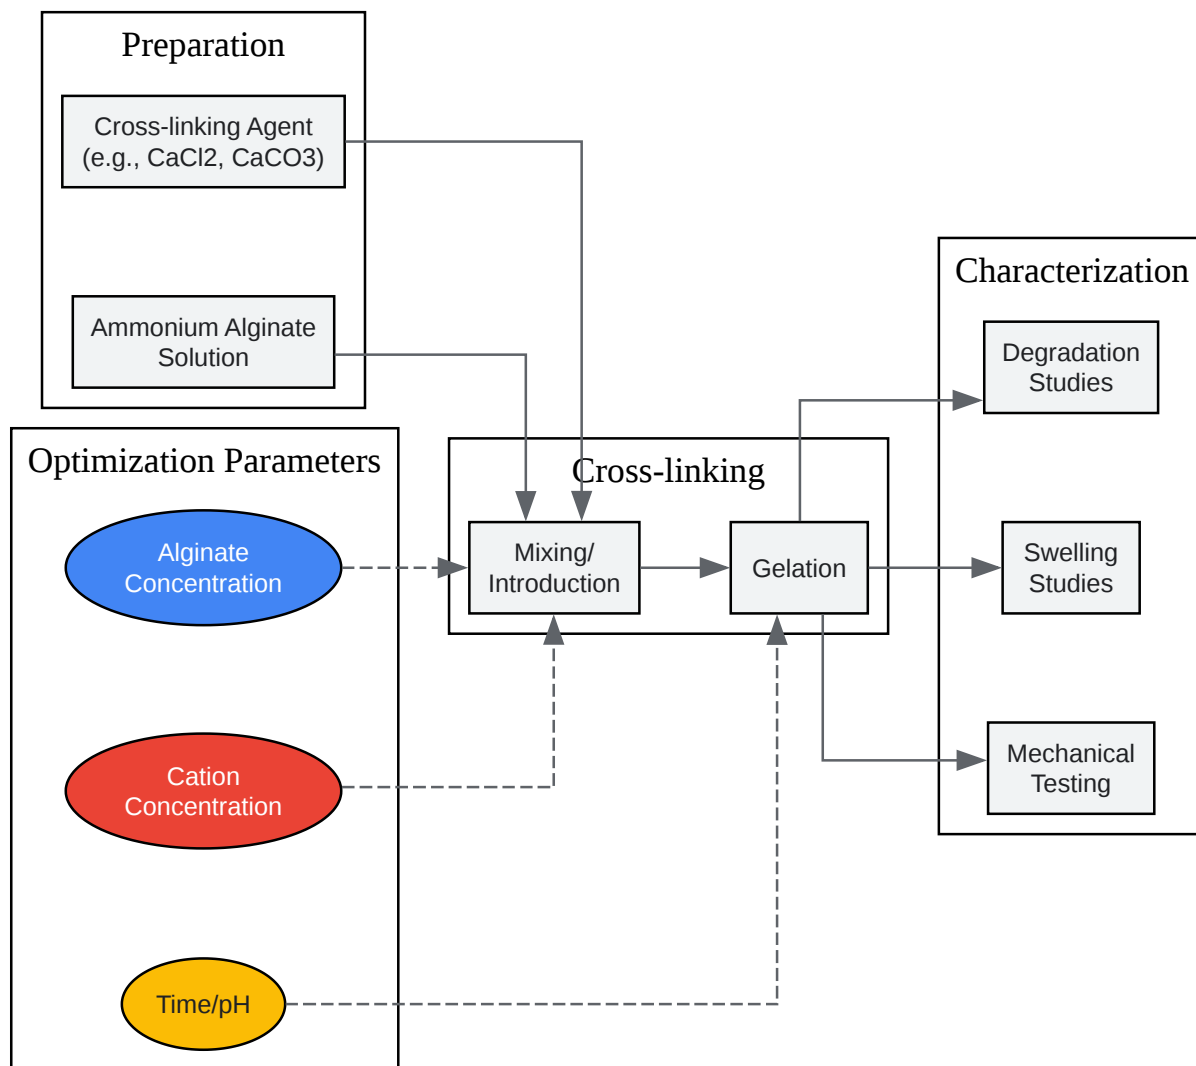 Preparation
Cross-linking Agent
(e.g., CaCl2, CaCO3)
Ammonium Alginate
Solution
Optimization Parameters
Alginate
Concentration
Cation
Concentration
Time/pH
Cross-linking
Mixing/
Introduction
Gelation
Characterization
Degradation
Studies
Swelling
Studies
Mechanical
Testing